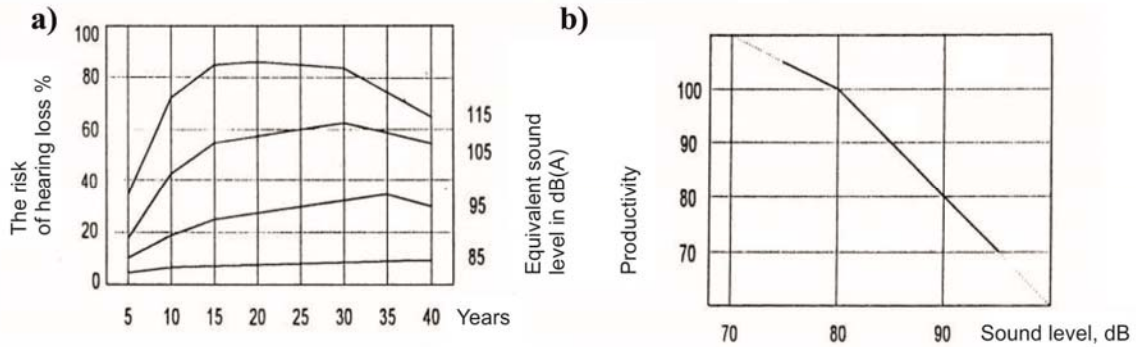 a)
The risk
of hearing loss %
100
80
60
40
20
0
5 10 15 20 25 30 35 40 Years
115
105
95
85
Equivalent sound
level in dB(A)
b)
Productivity
100
90
80
70
70 80 90 Sound level, dB